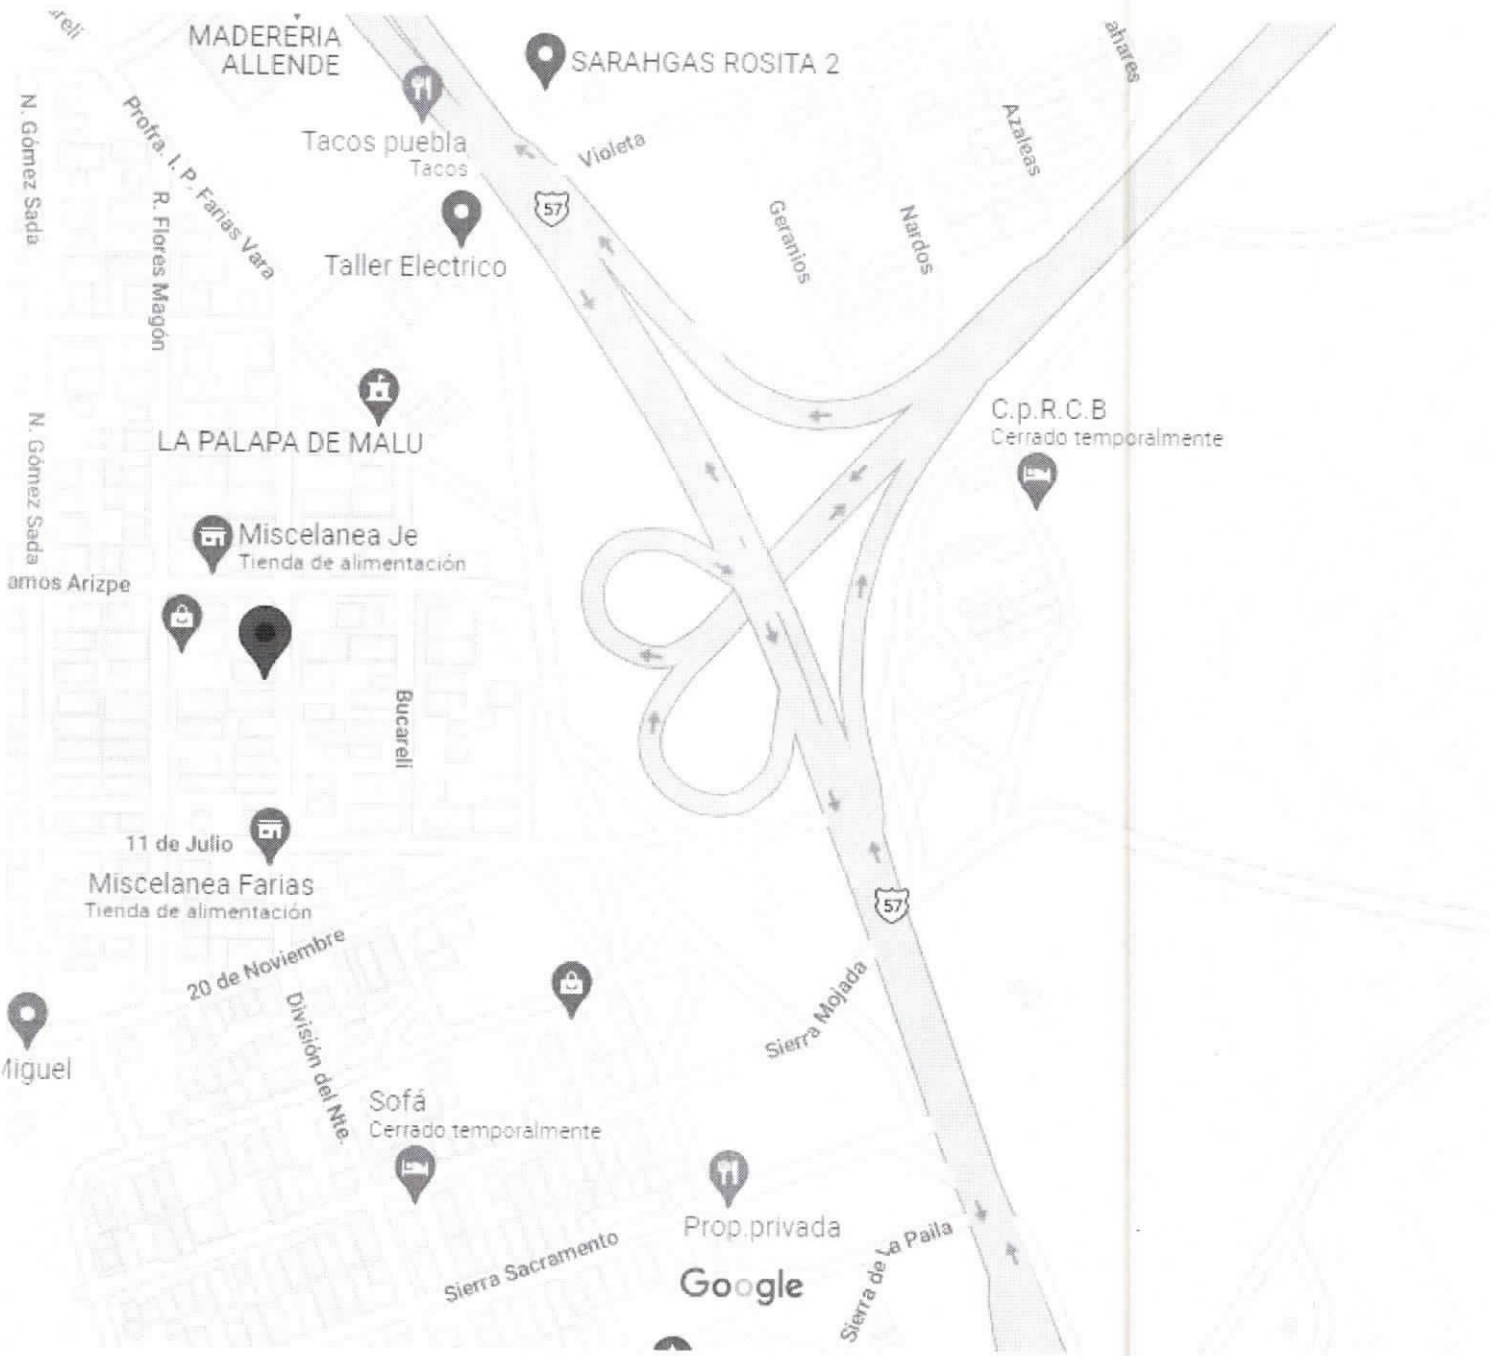 MADERERIA
ALLENDE
SARAHGAS ROSITA 2
Tacos puebla
Tacos
Violeta
57
Azaleas
N. Gómez Sada
Profra. I. P. Farias Vara
R. Flores Magón
Geranios
Nardos
Taller Electrico
LA PALAPA DE MALU
C.p.R.C.B
Cerrado temporalmente
N. Gómez Sada
Miscelanea Je
Tienda de alimentación
amos Arizpe
Bucareli
11 de Julio
Miscelanea Farias
Tienda de alimentación
57
20 de Noviembre
División del Nte.
Sierra Mojada
Miguel
Sofá
Cerrado temporalmente
Prop.privada
Sierra Sacramento
Sierra de La Paila
Google